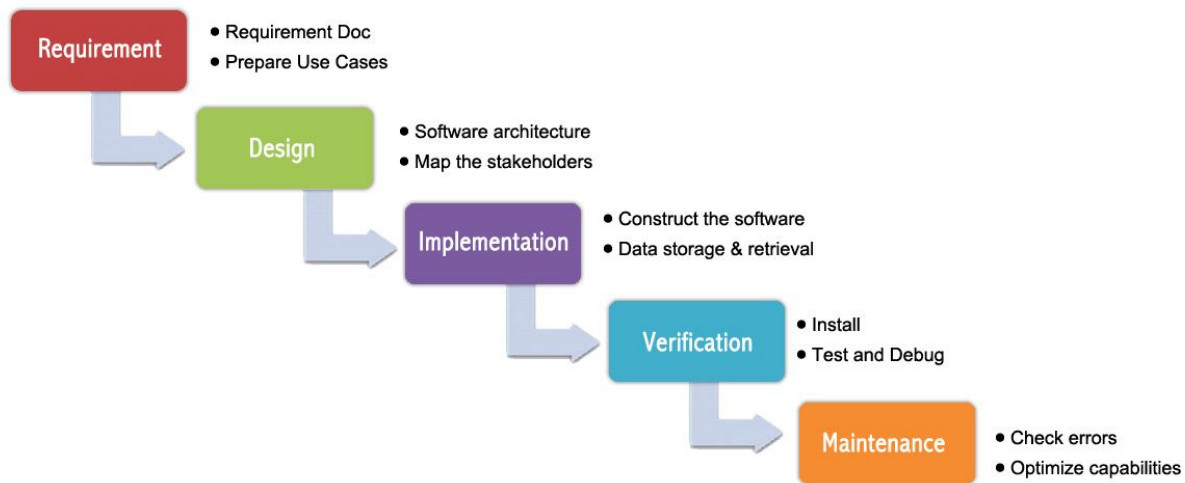 Requirement
● Requirement Doc
● Prepare Use Cases
Design
● Software architecture
● Map the stakeholders
Implementation
● Construct the software
● Data storage & retrieval
Verification
● Install
● Test and Debug
Maintenance
● Check errors
● Optimize capabilities